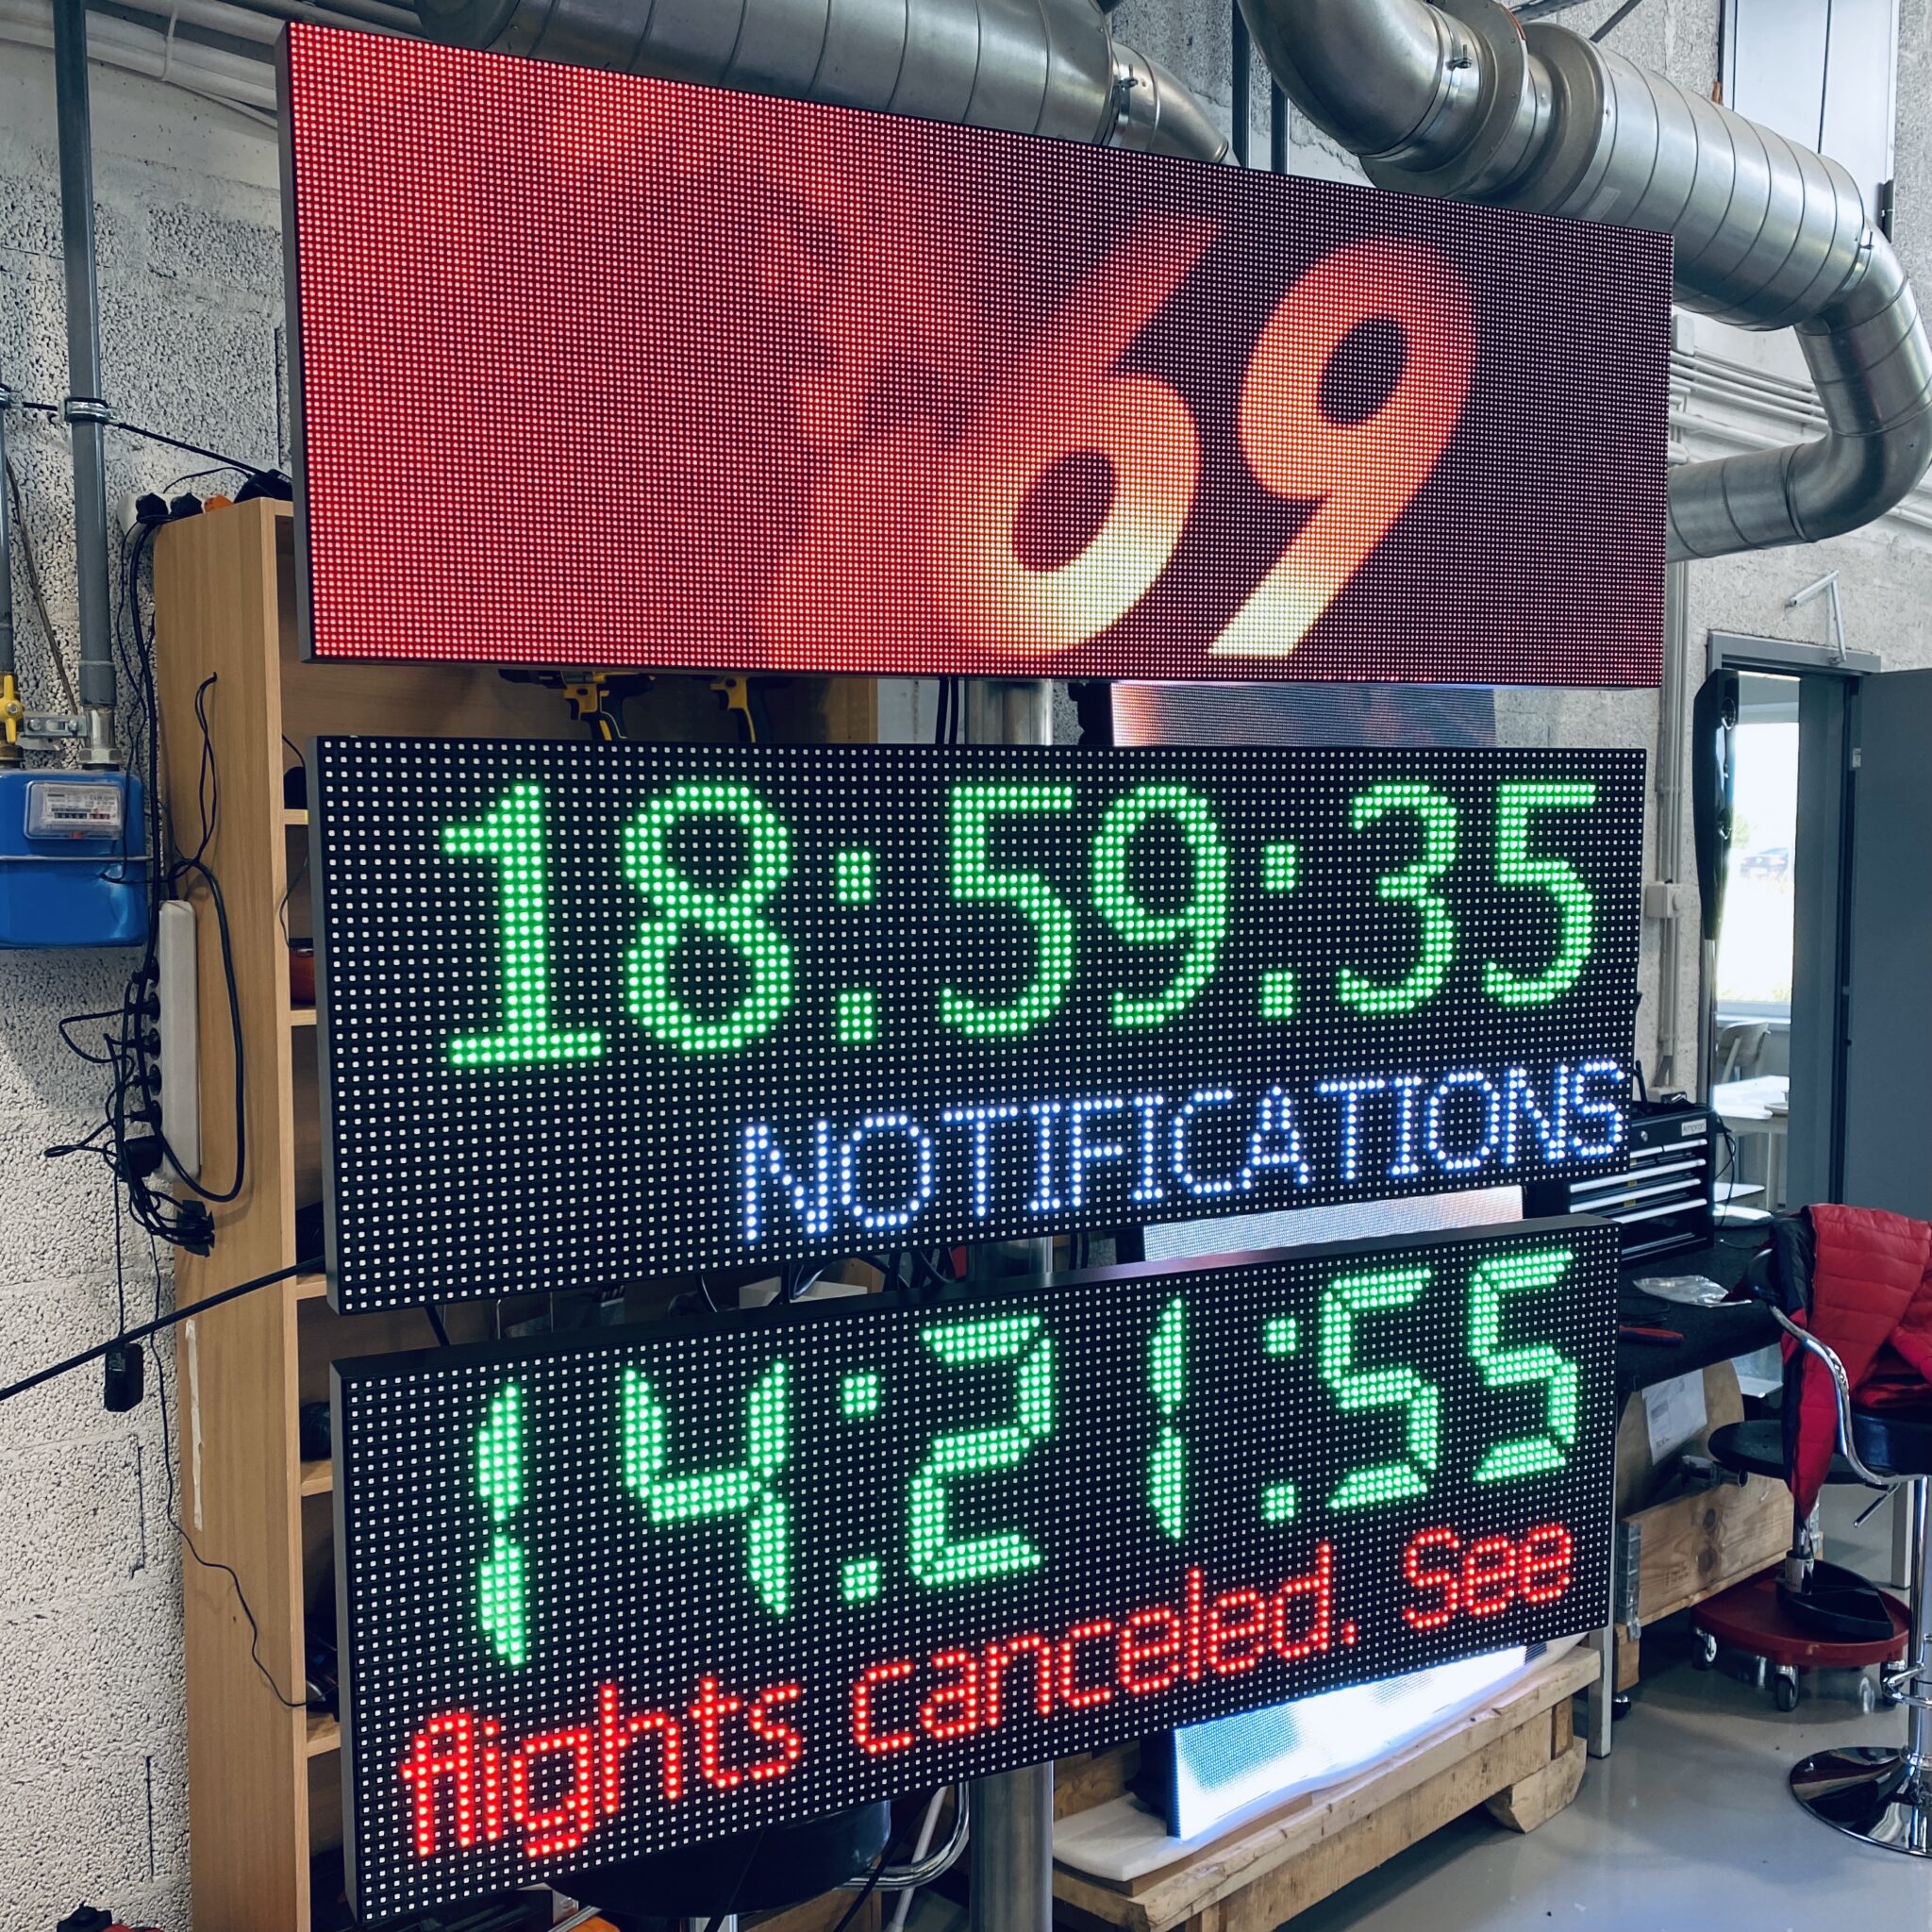 69
18:59:35
NOTIFICATIONS
14:21:55
flights canceled. See